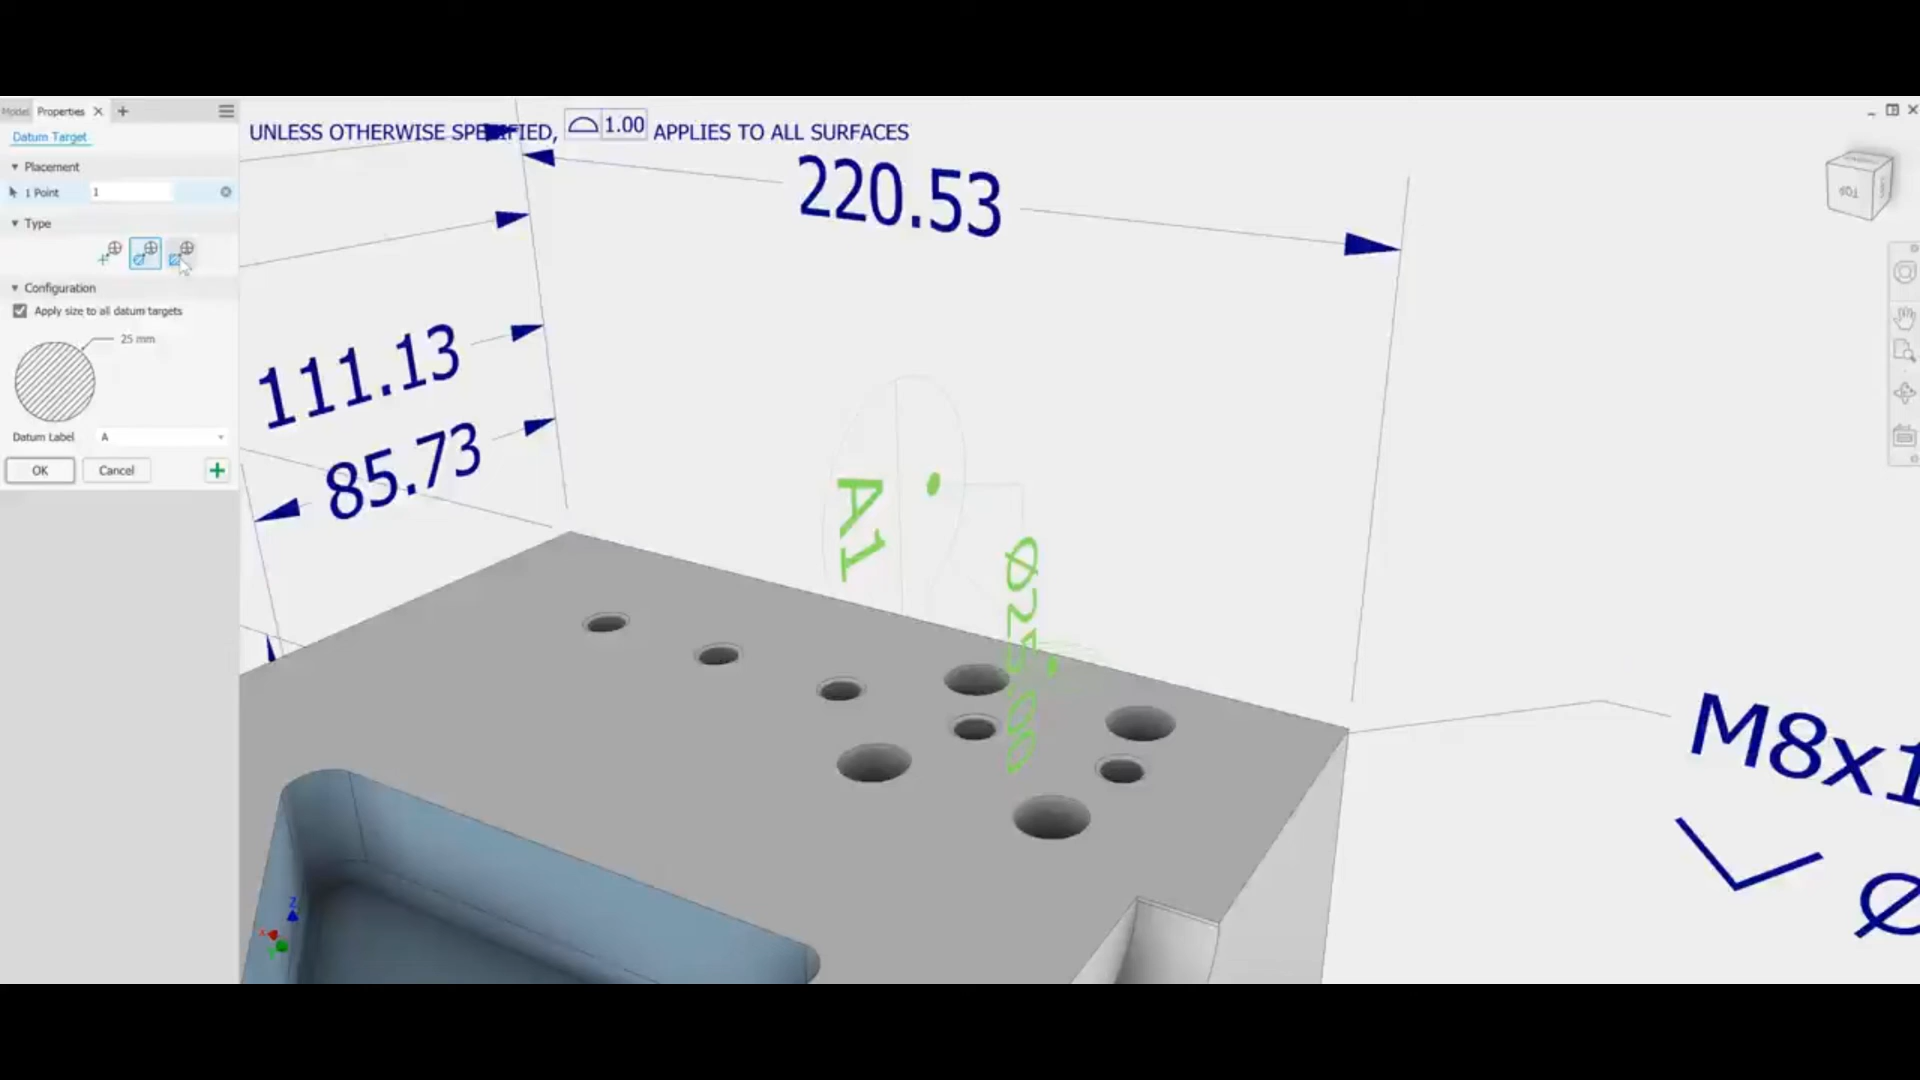 Model Properties
Datum Target
Placement
1 Point 1
Type
Configuration
Apply size to all datum targets
25 mm
Datum Label A
OK Cancel
UNLESS OTHERWISE SPECIFIED, 1.00 APPLIES TO ALL SURFACES
220.53
111.13
85.73
A1
Ø25.00
M8x1
Ø
TOP
Z
X
Y